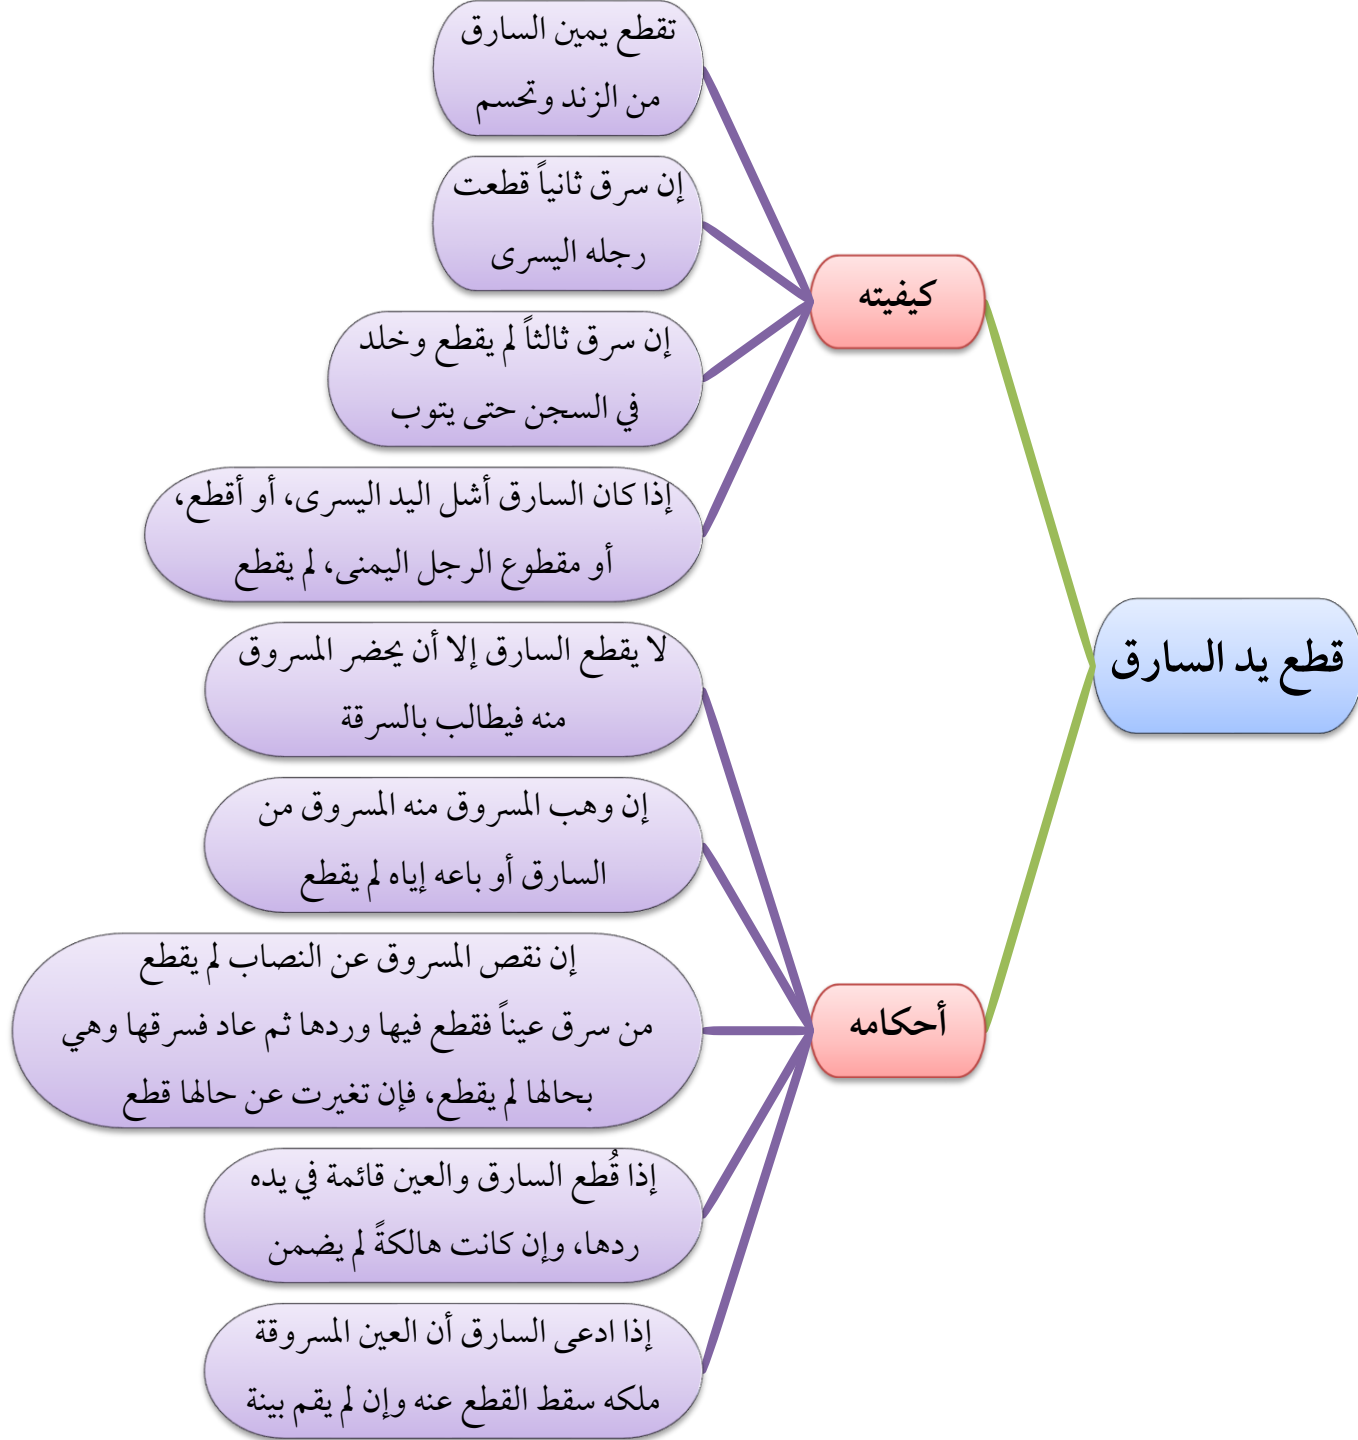 قطع يد السارق
كيفيته
تقطع يمين السارق
من الزند وتحسم
إن سرق ثانياً قطعت
رجله اليسرى
إن سرق ثالثاً لم يقطع وخلد
في السجن حتى يتوب
إذا كان السارق أشل اليد اليسرى، أو أقطع،
أو مقطوع الرجل اليمنى، لم يقطع
أحكامه
لا يقطع السارق إلا أن يحضر المسروق
منه فيطالب بالسرقة
إن وهب المسروق منه المسروق من
السارق أو باعه إياه لم يقطع
إن نقص المسروق عن النصاب لم يقطع
من سرق عيناً فقطع فيها وردها ثم عاد فسرقها وهي
بحالها لم يقطع، فإن تغيرت عن حالها قطع
إذا قُطع السارق والعين قائمة في يده
ردها، وإن كانت هالكةً لم يضمن
إذا ادعى السارق أن العين المسروقة
ملكه سقط القطع عنه وإن لم يقم بينة